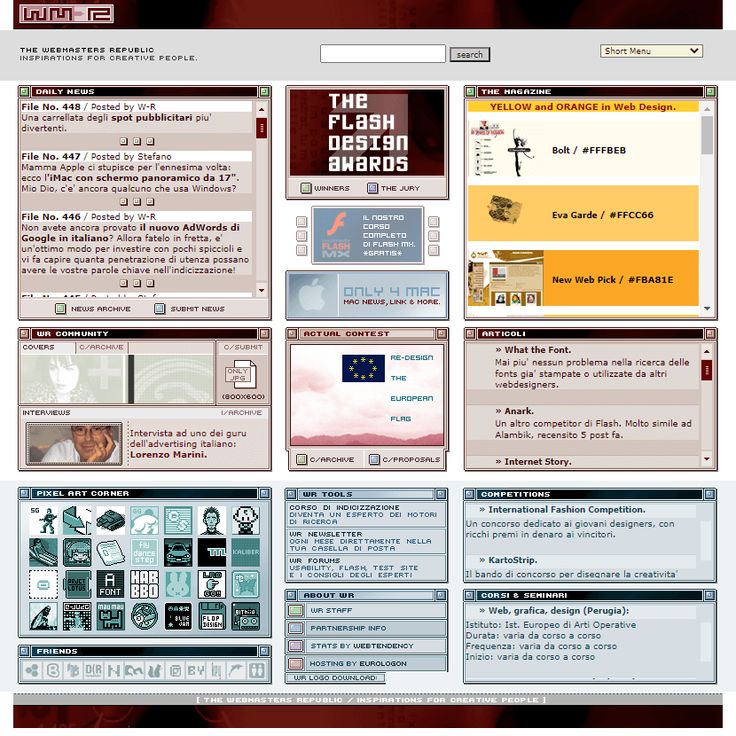 WM-R
THE WEBMASTERS REPUBLIC
INSPIRATIONS FOR CREATIVE PEOPLE.
search
Short Menu
DAILY NEWS
File No. 448 / Posted by W-R
Una carrellata degli spot pubblicitari piu'
divertenti.
File No. 447 / Posted by Stefano
Mamma Apple ci stupisce per l'ennesima volta:
ecco l'iMac con schermo panoramico da 17".
Mio Dio, c'e' ancora qualcuno che usa Windows?
File No. 446 / Posted by W-R
Non avete ancora provato il nuovo AdWords di
Google in italiano? Allora fatelo in fretta, e'
un'ottimo modo per investire con pochi spiccioli e
vi fa capire quanta penetrazione di utenza possano
avere le vostre parole chiave nell'indicizzazione!
NEWS ARCHIVE
SUBMIT NEWS
THE
FLASH
DESIGN
AWARDS
WINNERS
THE JURY
FLASH
MX
IL NOSTRO
CORSO
COMPLETO
DI FLASH MX.
*GRATIS*
ONLY 4 MAC
MAC NEWS, LINK & MORE.
THE MAGAZINE
YELLOW and ORANGE in Web Design.
Bolt / #FFFBEB
Eva Garde / #FFCC66
New Web Pick / #FBA81E
WR COMMUNITY
COVERS
C/ARCHIVE
C/SUBMIT
ONLY
JPG
(800X600)
INTERVIEWS
I/ARCHIVE
Intervista ad uno dei guru
dell'advertising italiano:
Lorenzo Marini.
ACTUAL CONTEST
RE-DESIGN
THE
EUROPEAN
FLAG
C/ARCHIVE
C/PROPOSALS
ARTICOLI
» What the Font.
Mai piu' nessun problema nella ricerca delle
fonts gia' stampate o utilizzate da altri
webdesigners.
» Anark.
Un altro competitor di Flash. Molto simile ad
Alambik, recensito 5 post fa.
» Internet Story.
PIXEL ART CORNER
SG
fly
dance
step
KALIBER
A
FONT
FLIP
DESIGN
FRIENDS
WR TOOLS
CORSO DI INDICIZZAZIONE
DIVENTA UN ESPERTO DEI MOTORI
DI RICERCA
WR NEWSLETTER
OGNI MESE DIRETTAMENTE NELLA
TUA CASELLA DI POSTA
WR FORUMS
USABILITY, FLASH, TEST SITE
E I CONSIGLI DEGLI ESPERTI
ABOUT WR
WR STAFF
PARTNERSHIP INFO
STATS BY WEBTENDENCY
HOSTING BY EUROLOGON
WR LOGO DOWNLOAD!
COMPETITIONS
» International Fashion Competition.
Un concorso dedicato ai giovani designers, con
ricchi premi in denaro ai vincitori.
» KartoStrip.
Il bando di concorso per disegnare la creativita'
CORSI & SEMINARI
» Web, grafica, design (Perugia):
Istituto: Ist. Europeo di Arti Operative
Durata: varia da corso a corso
Frequenza: varia da corso a corso
Inizio: varia da corso a corso
[ THE WEBMASTERS REPUBLIC / INSPIRATIONS FOR CREATIVE PEOPLE ]